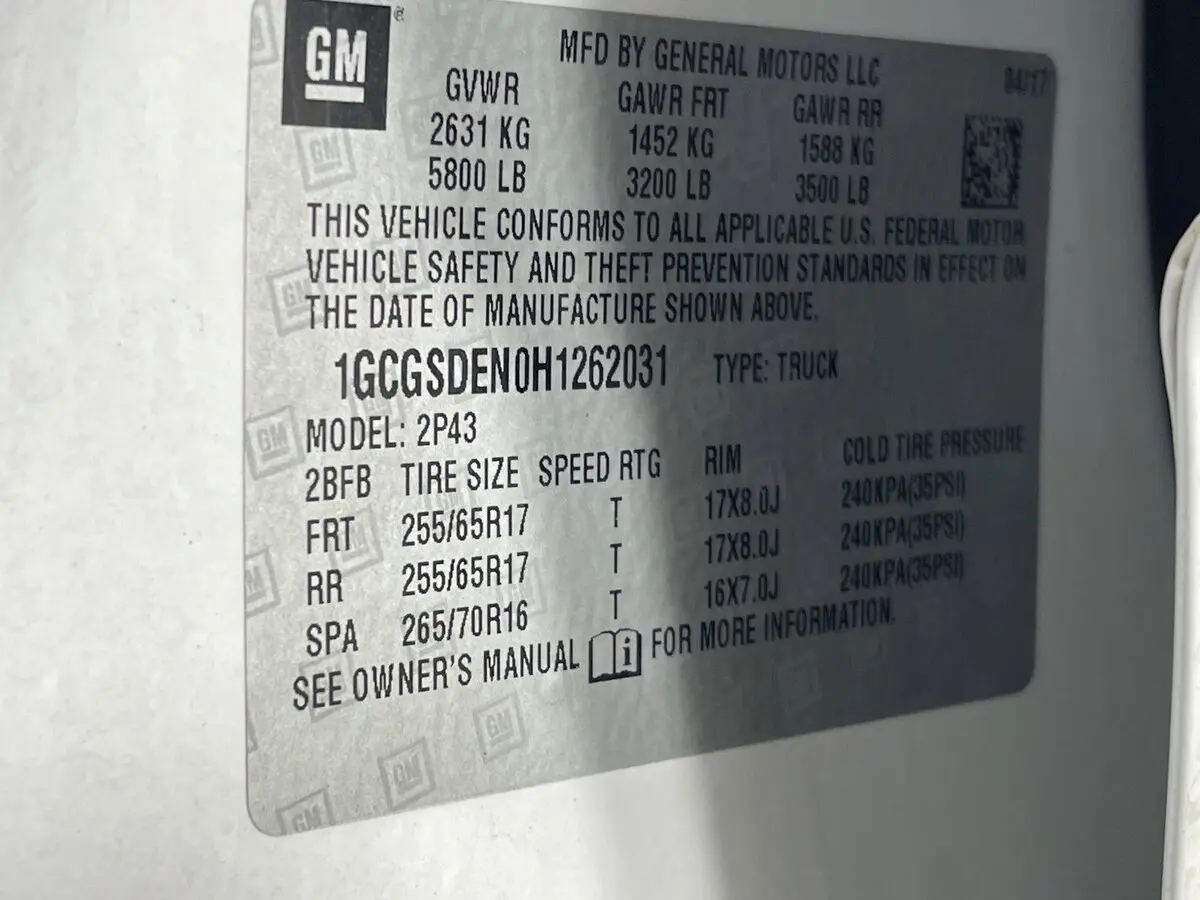 GM ®
MFD BY GENERAL MOTORS LLC 04/17
GVWR GAWR FRT GAWR RR
2631 KG 1452 KG 1588 KG
5800 LB 3200 LB 3500 LB
THIS VEHICLE CONFORMS TO ALL APPLICABLE U.S. FEDERAL MOTOR
VEHICLE SAFETY AND THEFT PREVENTION STANDARDS IN EFFECT ON
THE DATE OF MANUFACTURE SHOWN ABOVE.
1GCGSDEN0H1262031 TYPE: TRUCK
MODEL: 2P43
2BFB TIRE SIZE SPEED RTG RIM COLD TIRE PRESSURE
FRT 255/65R17 T 17X8.0J 240KPA(35PSI)
RR 255/65R17 T 17X8.0J 240KPA(35PSI)
SPA 265/70R16 T 16X7.0J 240KPA(35PSI)
SEE OWNER'S MANUAL i FOR MORE INFORMATION.